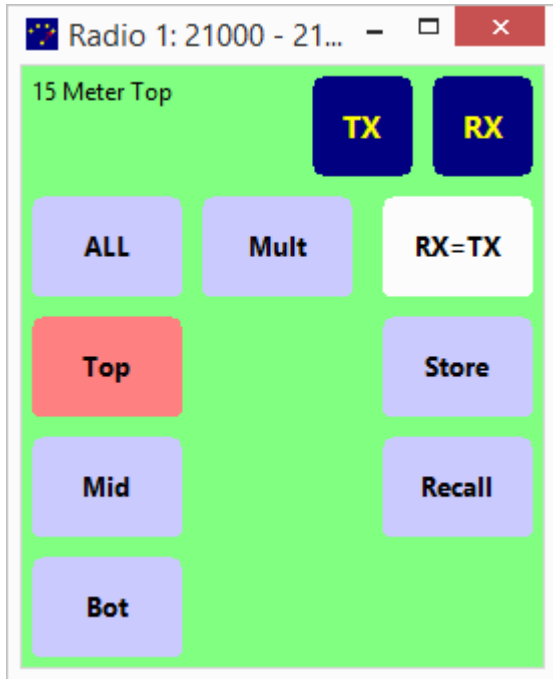 Radio 1: 21000 - 21...
15 Meter Top
TX RX
ALL Mult RX=TX
Top Store
Mid Recall
Bot